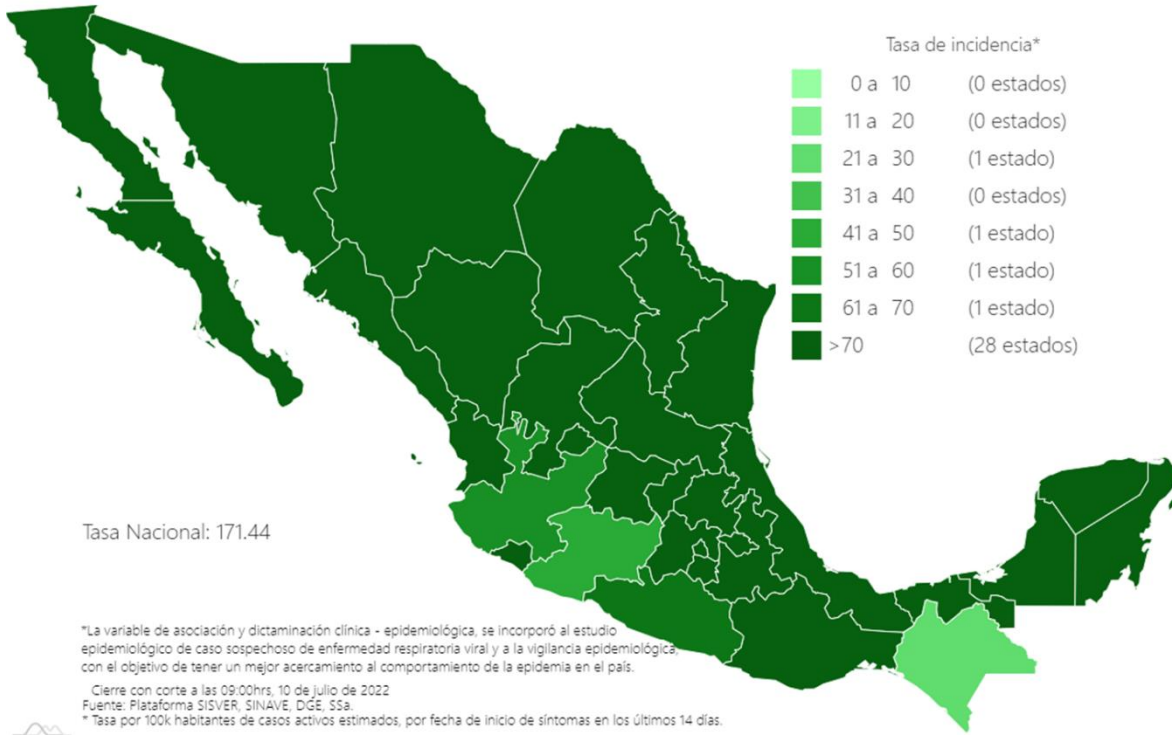 Tasa de incidencia*
0 a 10 (0 estados)
11 a 20 (0 estados)
21 a 30 (1 estado)
31 a 40 (0 estados)
41 a 50 (1 estado)
51 a 60 (1 estado)
61 a 70 (1 estado)
>70 (28 estados)
Tasa Nacional: 171.44
*La variable de asociación y dictaminación clínica - epidemiológica, se incorporó al estudio
epidemiológico de caso sospechoso de enfermedad respiratoria viral y a la vigilancia epidemiológica,
con el objetivo de tener un mejor acercamiento al comportamiento de la epidemia en el país.
Cierre con corte a las 09:00hrs, 10 de julio de 2022
Fuente: Plataforma SISVER, SINAVE, DGE, SSa.
* Tasa por 100k habitantes de casos activos estimados, por fecha de inicio de síntomas en los últimos 14 días.